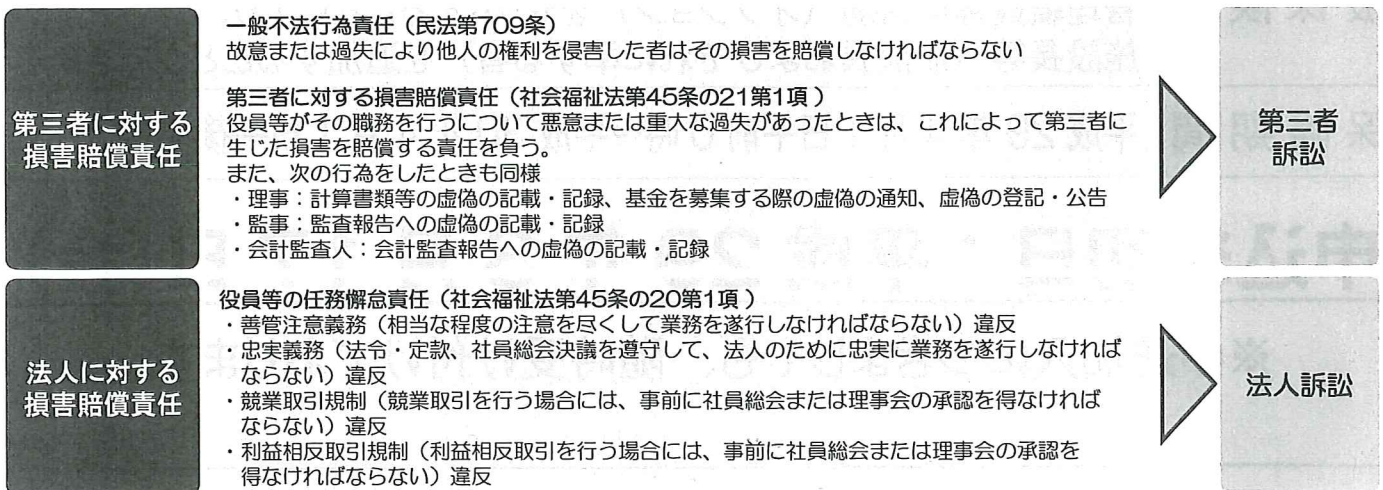 第三者に対する
損害賠償責任
一般不法行為責任（民法第709条）
故意または過失により他人の権利を侵害した者はその損害を賠償しなければならない
第三者に対する損害賠償責任（社会福祉法第45条の21第1項）
役員等がその職務を行うについて悪意または重大な過失があったときは、これによって第三者に
生じた損害を賠償する責任を負う。
また、次の行為をしたときも同様
・理事：計算書類等の虚偽の記載・記録、基金を募集する際の虚偽の通知、虚偽の登記・公告
・監事：監査報告への虚偽の記載・記録
・会計監査人：会計監査報告への虚偽の記載・記録
第三者
訴訟
法人に対する
損害賠償責任
役員等の任務懈怠責任（社会福祉法第45条の20第1項）
・善管注意義務（相当な程度の注意を尽くして業務を遂行しなければならない）違反
・忠実義務（法令・定款、社員総会決議を遵守して、法人のために忠実に業務を遂行しなければ
ならない）違反
・競業取引規制（競業取引を行う場合には、事前に社員総会または理事会の承認を得なければ
ならない）違反
・利益相反取引規制（利益相反取引を行う場合には、事前に社員総会または理事会の承認を
得なければならない）違反
法人訴訟